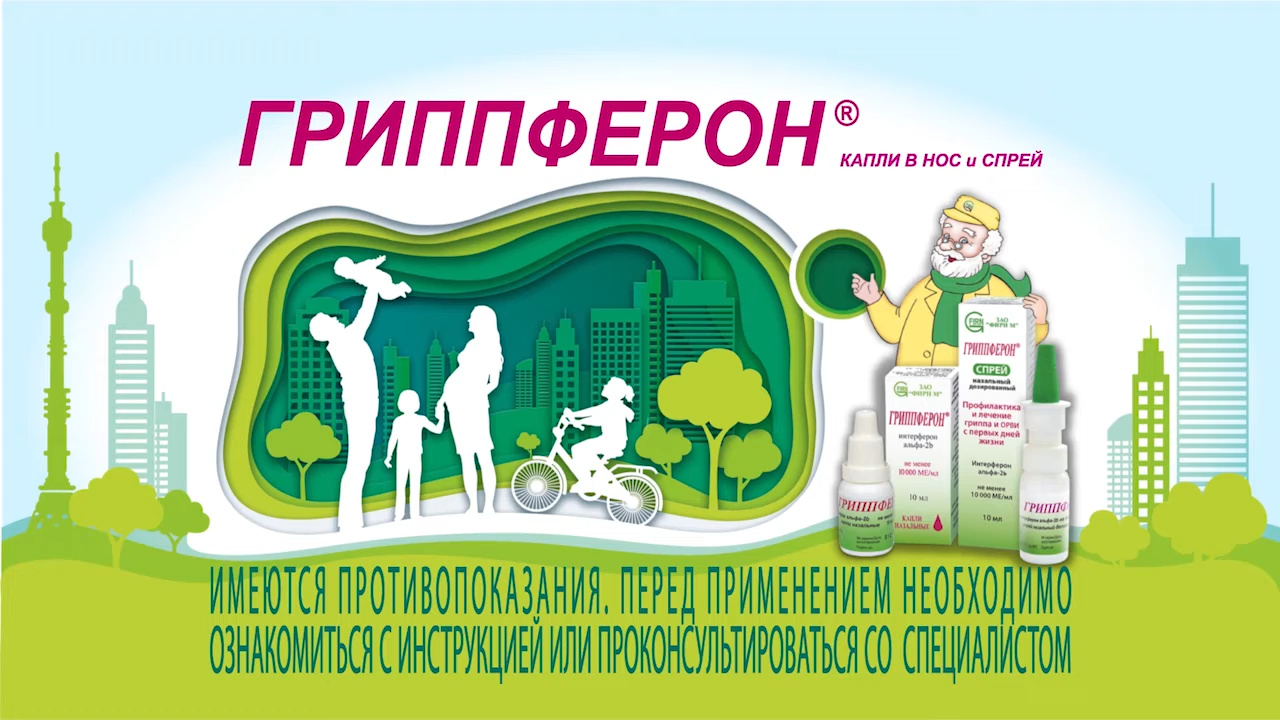 ГРИППФЕРОН®
КАПЛИ В НОС и СПРЕЙ
FIRN
ЗАО
"ФИРН М"
ГРИППФЕРОН®
СПРЕЙ
назальный
дозированный
Профилактика
и лечение
гриппа и ОРВИ
с первых дней
жизни
Интерферон
альфа-2b
не менее
10 000 МЕ/мл
10 мл
ЗАО
"ФИРН М"
ГРИППФЕРОН®
интерферон
альфа-2b
не менее
10 000 МЕ/мл
10 мл
КАПЛИ
НАЗАЛЬНЫЕ
ГРИППФЕ
ГРИПП
ИМЕЮТСЯ ПРОТИВОПОКАЗАНИЯ. ПЕРЕД ПРИМЕНЕНИЕМ НЕОБХОДИМО
ОЗНАКОМИТЬСЯ С ИНСТРУКЦИЕЙ ИЛИ ПРОКОНСУЛЬТИРОВАТЬСЯ СО СПЕЦИАЛИСТОМ